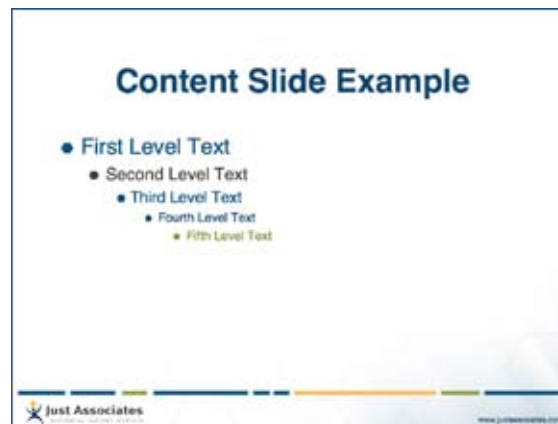 Content Slide Example
First Level Text
Second Level Text
Third Level Text
Fourth Level Text
Fifth Level Text
Just Associates